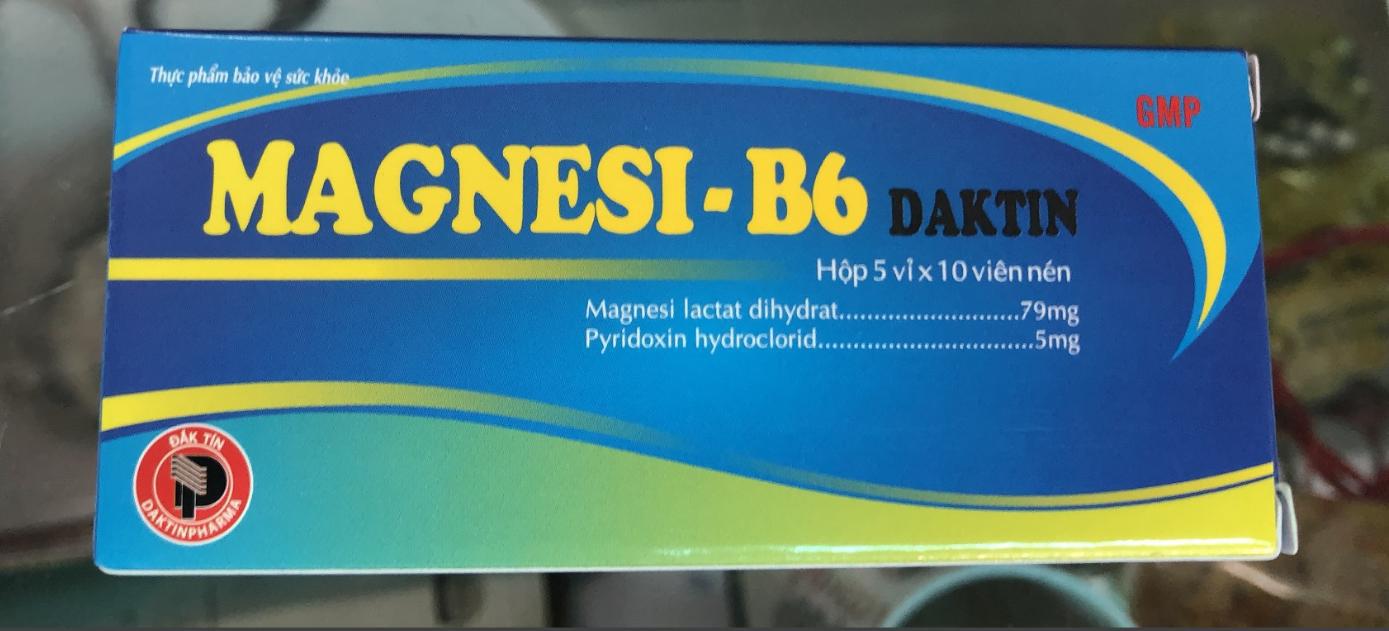 Thực phẩm bảo vệ sức khỏe
GMP
MAGNESI-B6 DAKTIN
Hộp 5 vỉ x 10 viên nén
Magnesi lactat dihydrat..........................79mg
Pyridoxin hydroclorid...............................5mg
ĐÁK TÍN
DAKTINPHARMA